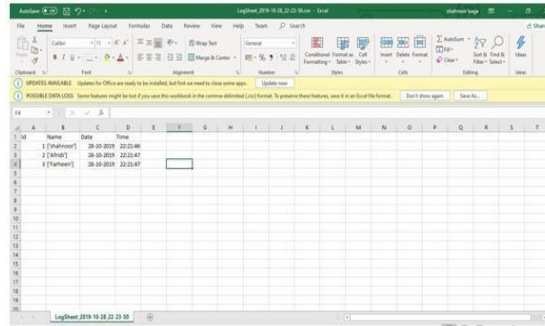 AutoSave Off LogSheet_2019-10-28_22-23-50.csv - Excel shahnoor baga
File Home Insert Page Layout Formulas Data Review View Help Team Search Share
Paste Calibri 11 Wrap Text General Conditional Formatting Format as Table Cell Styles Insert Delete Format AutoSum Fill Clear Sort & Filter Find & Select Ideas
B I U Merge & Center
Clipboard Font Alignment Number Styles Cells Editing Ideas
UPDATES AVAILABLE Updates for Office are ready to be installed, but first we need to close some apps. Update now
POSSIBLE DATA LOSS Some features might be lost if you save this workbook in the comma-delimited (.csv) format. To preserve these features, save it in an Excel file format. Don't show again Save As...
F4 fx
A B C D E F G H I J K L M N O P Q R S T
1 Id Name Date Time
2 1 ['shahnoor'] 28-10-2019 22:21:46
3 2 ['Afridi'] 28-10-2019 22:21:47
4 3 ['Farheen'] 28-10-2019 22:21:47
5
6
7
8
9
10
11
12
13
14
15
16
17
18
19
20
LogSheet_2019-10-28_22-23-50